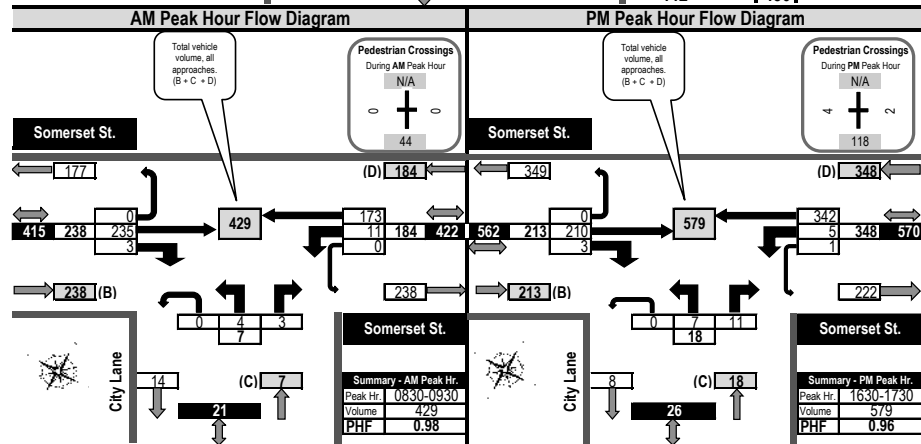 AM Peak Hour Flow Diagram
Total vehicle
volume, all
approaches.
(B + C + D)
Pedestrian Crossings
During AM Peak Hour
N/A
0
0
44
Somerset St.
177
(D) 184
0
415 238 235
3
429
173
11 184 422
0
238 (B)
238
0 4 3
7
Somerset St.
City Lane
14
(C) 7
21
Summary - AM Peak Hr.
Peak Hr. 0830-0930
Volume 429
PHF 0.98
PM Peak Hour Flow Diagram
Total vehicle
volume, all
approaches.
(B + C + D)
Pedestrian Crossings
During PM Peak Hour
N/A
4
2
118
Somerset St.
349
(D) 348
0
562 213 210
3
579
342
5 348 570
1
213 (B)
222
0 7 11
18
Somerset St.
City Lane
8
(C) 18
26
Summary - PM Peak Hr.
Peak Hr. 1630-1730
Volume 579
PHF 0.96